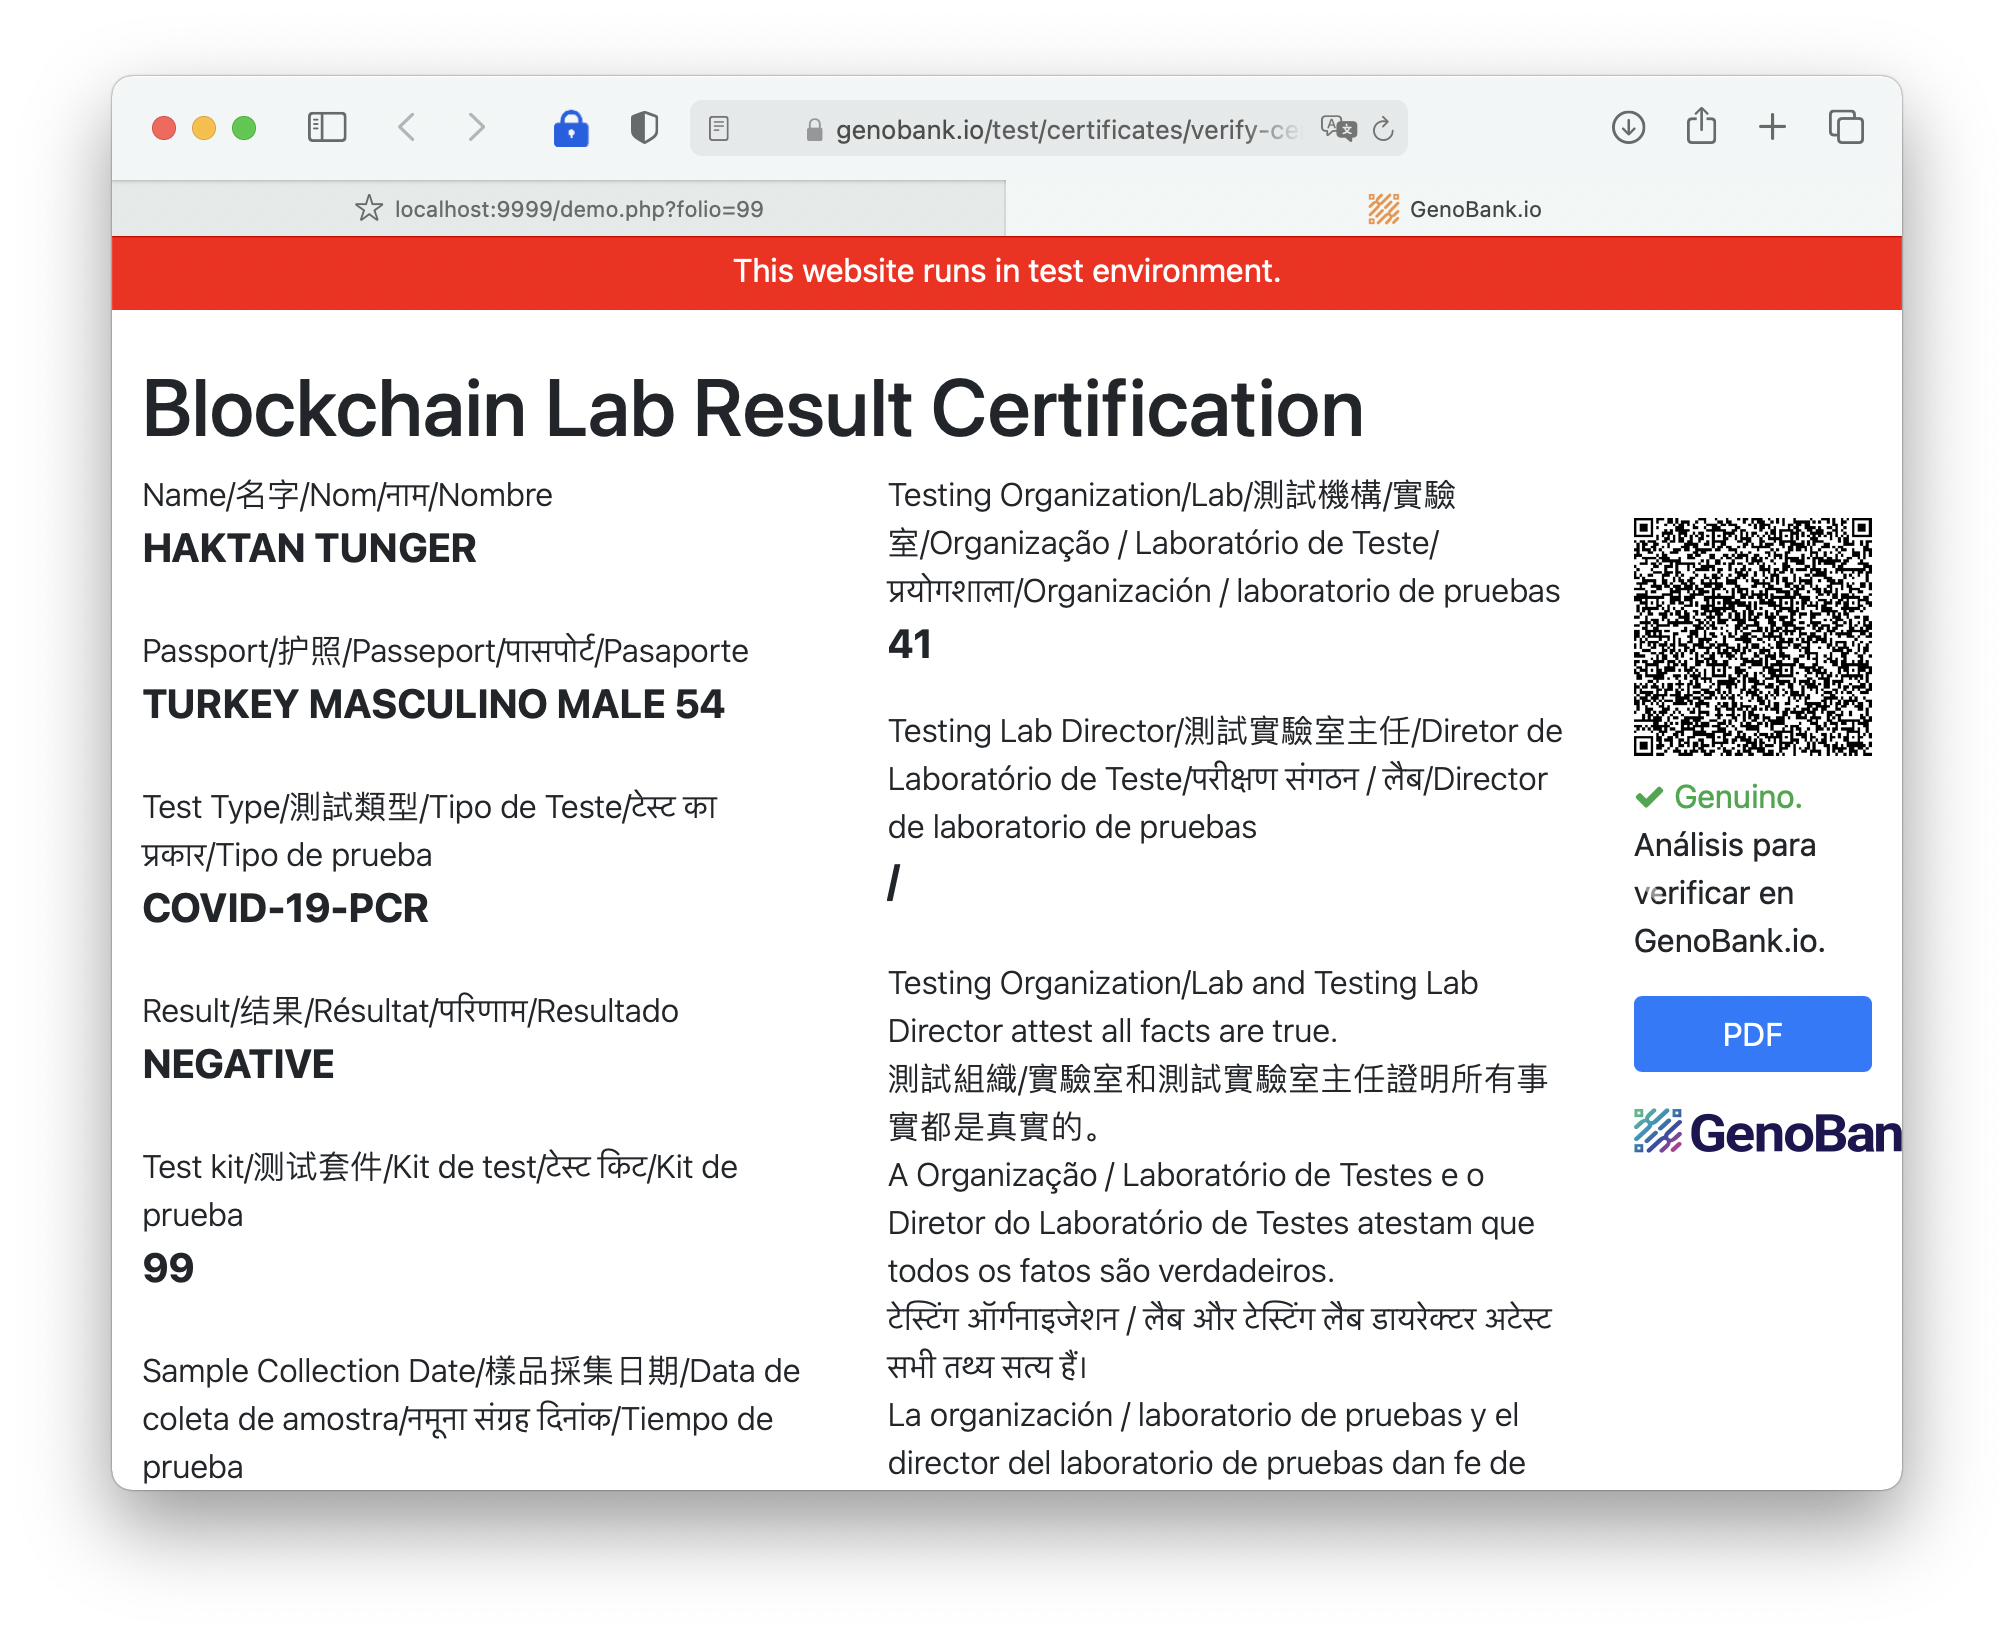 genobank.io/test/certificates/verify-ce
localhost:9999/demo.php?folio=99
GenoBank.io
This website runs in test environment.
Blockchain Lab Result Certification
Name/名字/Nom/नाम/Nombre
HAKTAN TUNGER
Passport/护照/Passeport/पासपोर्ट/Pasaporte
TURKEY MASCULINO MALE 54
Test Type/測試類型/Tipo de Teste/टेस्ट का
प्रकार/Tipo de prueba
COVID-19-PCR
Result/结果/Résultat/परिणाम/Resultado
NEGATIVE
Test kit/测试套件/Kit de test/टेस्ट किट/Kit de
prueba
99
Sample Collection Date/樣品採集日期/Data de
coleta de amostra/नमूना संग्रह दिनांक/Tiempo de
prueba
Testing Organization/Lab/測試機構/實驗
室/Organização / Laboratório de Teste/
प्रयोगशाला/Organización / laboratorio de pruebas
41
Testing Lab Director/測試實驗室主任/Diretor de
Laboratório de Teste/परीक्षण संगठन / लैब/Director
de laboratorio de pruebas
/
Testing Organization/Lab and Testing Lab
Director attest all facts are true.
測試組織/實驗室和測試實驗室主任證明所有事
實都是真實的。
A Organização / Laboratório de Testes e o
Diretor do Laboratório de Testes atestam que
todos os fatos são verdadeiros.
टेस्टिंग ऑर्गनाइजेशन / लैब और टेस्टिंग लैब डायरेक्टर अटेस्ट
सभी तथ्य सत्य हैं।
La organización / laboratorio de pruebas y el
director del laboratorio de pruebas dan fe de
Genuino.
Análisis para
verificar en
GenoBank.io.
PDF
GenoBan